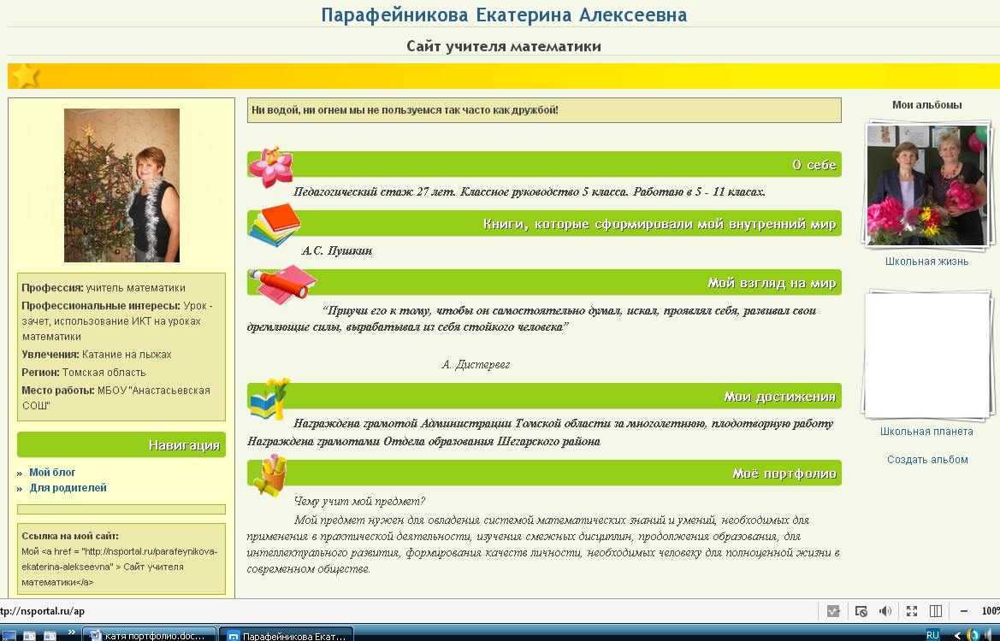 Парафейникова Екатерина Алексеевна
Сайт учителя математики
Профессия: учитель математики
Профессиональные интересы: Урок -
зачет, использование ИКТ на уроках
математики
Увлечения: Катание на лыжах
Регион: Томская область
Место работы: МБОУ "Анастасьевская
СОШ"
Навигация
» Мой блог
» Для родителей
Ссылка на мой сайт:
Мой <a href = "http://nsportal.ru/parafeynikova-
ekaterina-alekseevna" > Сайт учителя
математики</a>
Ни водой, ни огнем мы не пользуемся так часто как дружбой!
О себе
Педагогический стаж 27 лет. Классное руководство 5 класса. Работаю в 5 - 11 класах.
Книги, которые сформировали мой внутренний мир
А.С. Пушкин
Мой взгляд на мир
“Приучи его к тому, чтобы он самостоятельно думал, искал, проявлял себя, развивал свои
дремлющие силы, вырабатывал из себя стойкого человека”
А. Дистервег
Мои достижения
Награждена грамотой Администрации Томской области за многолетнюю, плодотворную работу
Награждена грамотами Отдела образования Шегарского района
Моё портфолио
Чему учит мой предмет?
Мой предмет нужен для овладения системой математических знаний и умений, необходимых для
применения в практической деятельности, изучения смежных дисциплин, продолжения образования, для
интеллектуального развития, формирования качеств личности, необходимых человеку для полноценной жизни в
современном обществе.
Мои альбомы
Школьная жизнь
Школьная планета
Создать альбом
tp://nsportal.ru/ap
100%
» катя портфолио.doc...
Парафейникова Екат...
RU